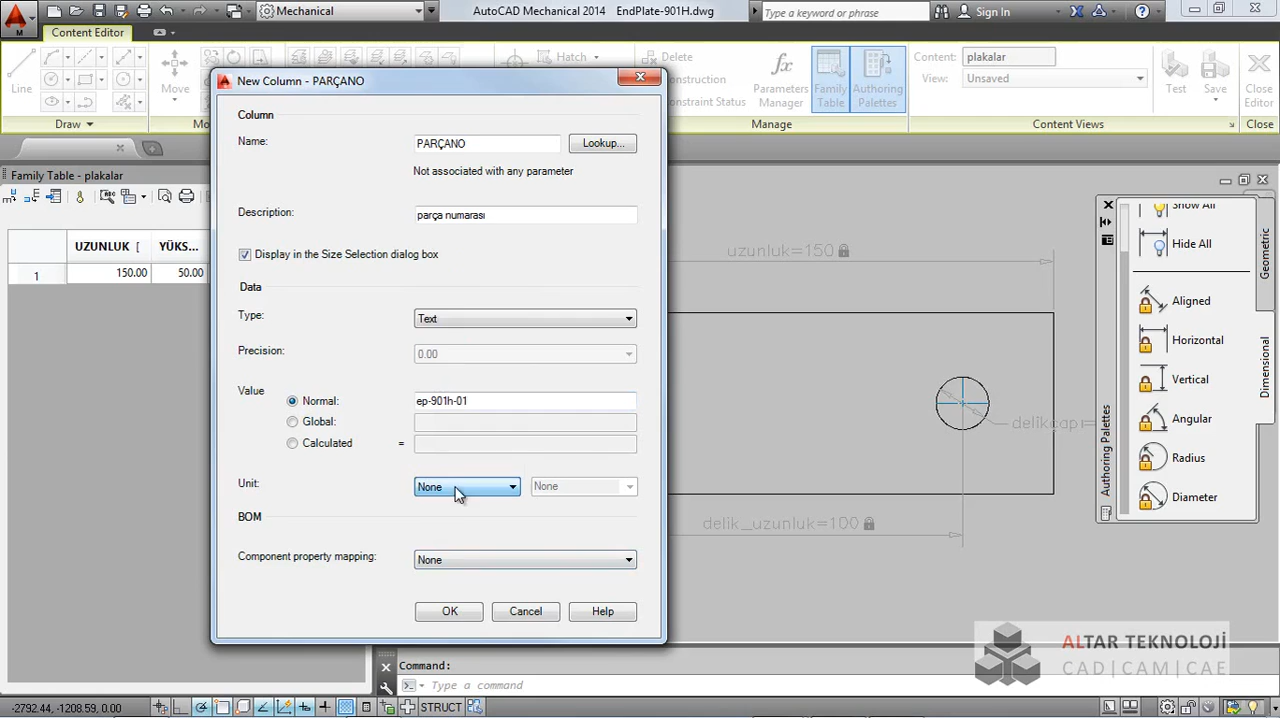 Mechanical
AutoCAD Mechanical 2014 EndPlate-901H.dwg
Type a keyword or phrase
Sign In
M
Content Editor
Hatch
Delete
Content:
plakalar
View:
Unsaved
Line
Move
Parameters
Manager
Family
Table
Authoring
Palettes
Test
Save
Close
Editor
Draw
Manage
Content Views
Close
New Column - PARÇANO
Column
Name:
PARÇANO
Lookup...
Not associated with any parameter
Description:
parça numarası
Display in the Size Selection dialog box
Data
Type:
Text
Precision:
0.00
Value
Normal:
ep-901h-01
Global:
Calculated
=
Unit:
None
None
BOM
Component property mapping:
None
OK
Cancel
Help
Family Table - plakalar
UZUNLUK [
YÜKS...
1
150.00
50.00
uzunluk=150
delik_uzunluk=100
Show All
Hide All
Aligned
Horizontal
Vertical
Angular
Radius
Diameter
Geometric
Dimensional
Authoring Palettes
ALTAR TEKNOLOJİ
CAD|CAM|CAE
Command:
Type a command
-2792.44, -1208.59, 0.00
STRUCT